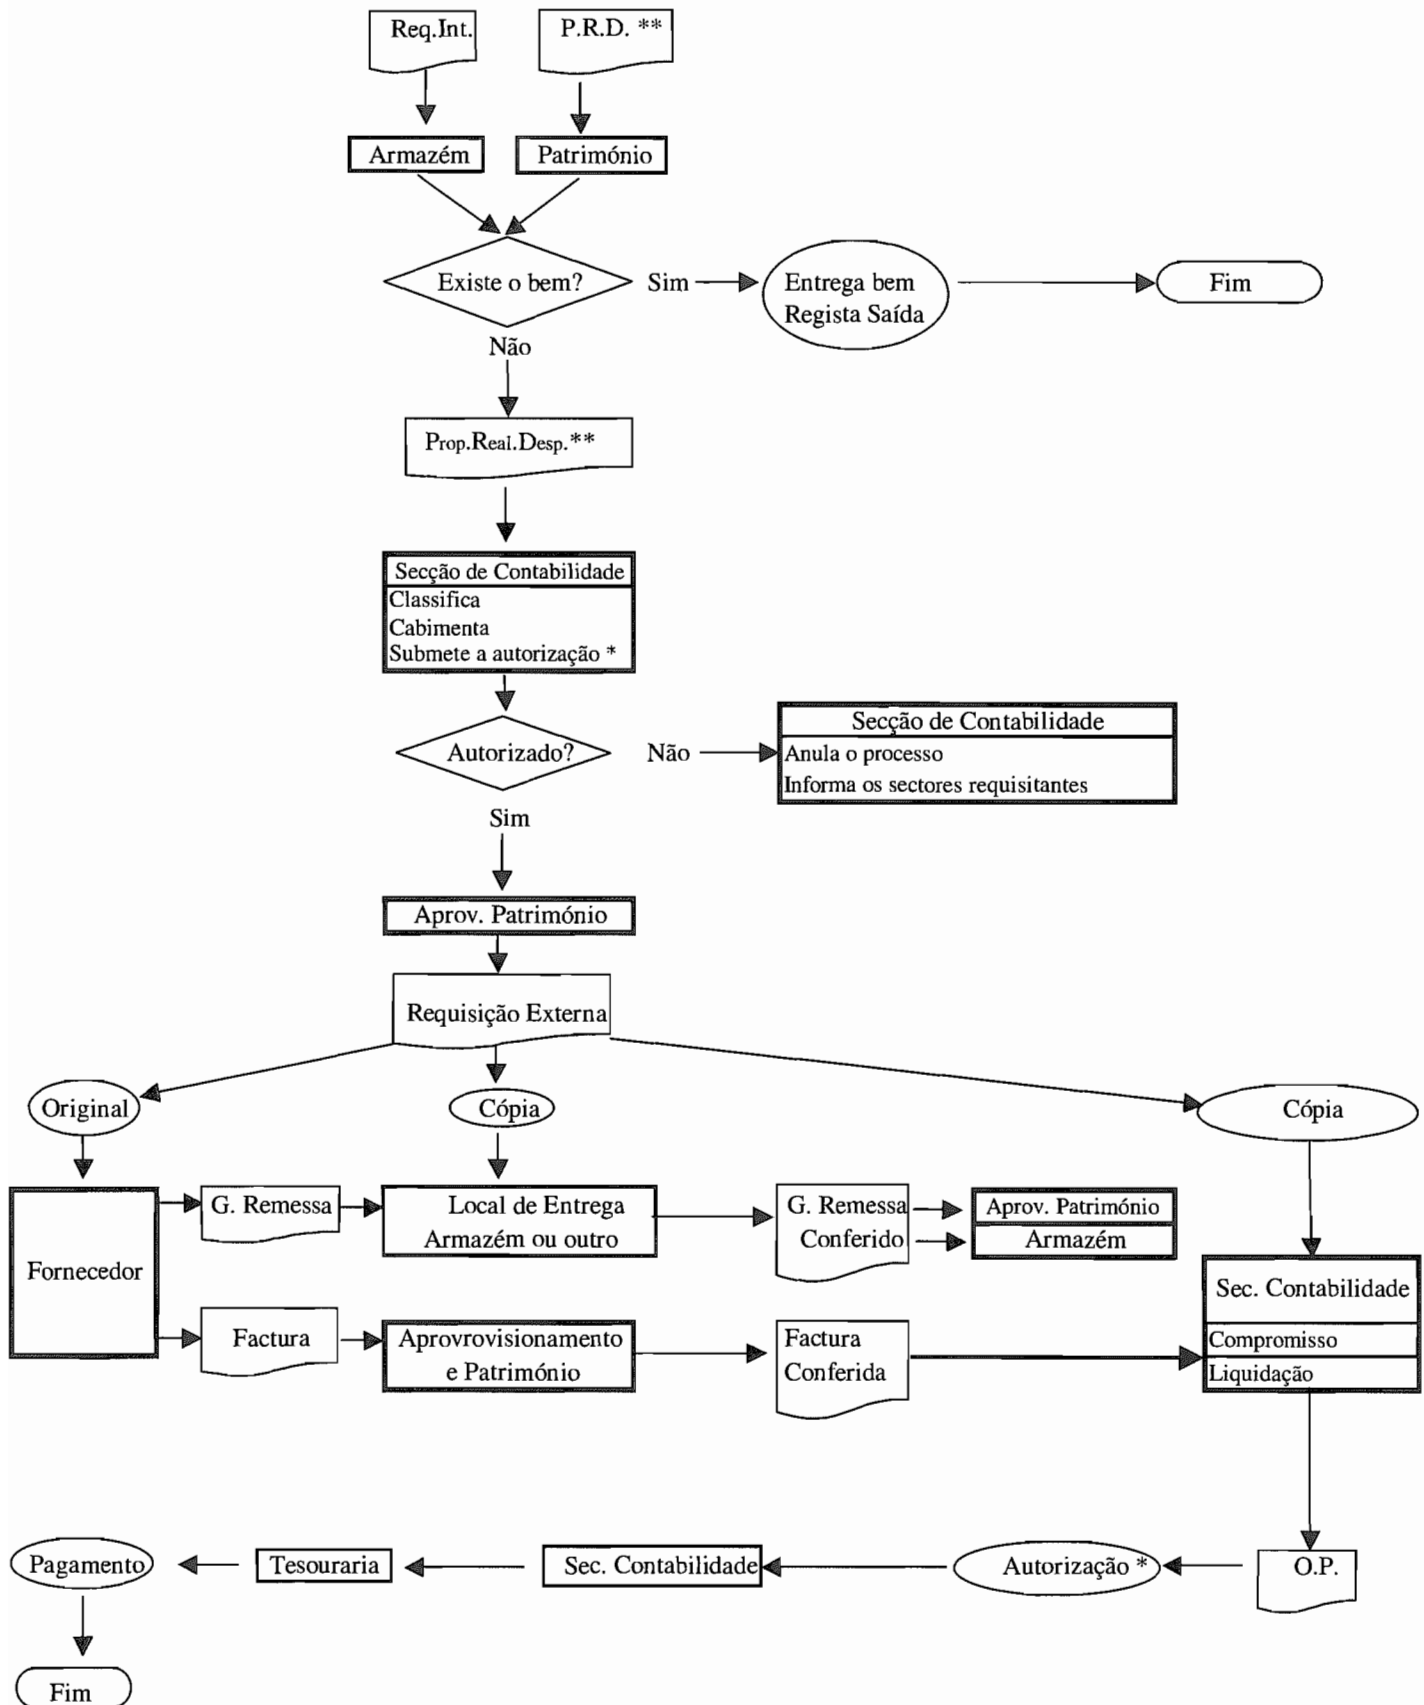 Req.Int.
P.R.D. **
Armazém
Património
Existe o bem?
Sim
Entrega bem
Regista Saída
Fim
Não
Prop.Real.Desp.**
Secção de Contabilidade
Classifica
Cabimenta
Submete a autorização *
Autorizado?
Não
Secção de Contabilidade
Anula o processo
Informa os sectores requisitantes
Sim
Aprov. Património
Requisição Externa
Original
Cópia
Cópia
Fornecedor
G. Remessa
Local de Entrega
Armazém ou outro
G. Remessa
Conferido
Aprov. Património
Armazém
Sec. Contabilidade
Compromisso
Liquidação
Factura
Aprovrovisionamento
e Património
Factura
Conferida
Pagamento
Tesouraria
Sec. Contabilidade
Autorização *
O.P.
Fim